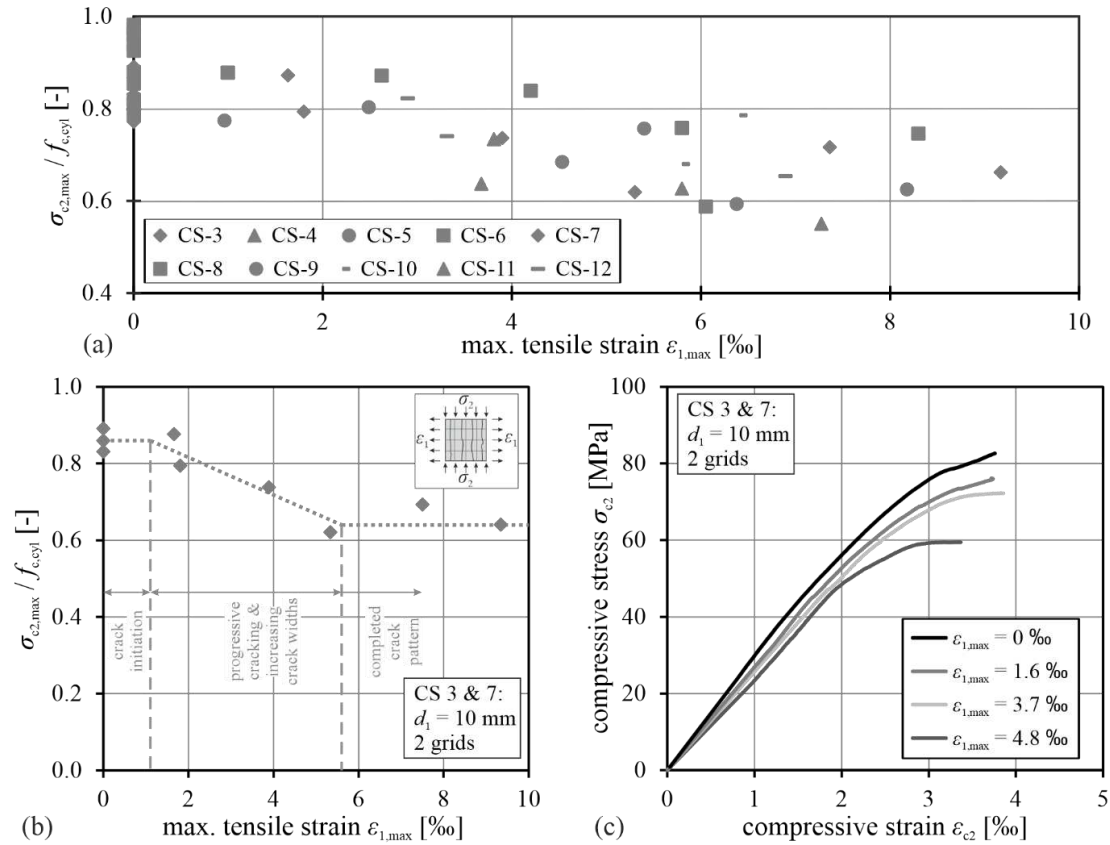 1.0
0.8
0.6
0.4
σc2,max / fc,cyl [-]
CS-3 CS-4 CS-5 CS-6 CS-7
CS-8 CS-9 CS-10 CS-11 CS-12
0 2 4 6 8 10
(a) max. tensile strain ε1,max [‰]
1.0
0.8
0.6
0.4
0.2
0.0
σc2,max / fc,cyl [-]
σ2
ε1 ε1
σ2
crack
initiation
progressive
cracking &
increasing
crack widths
completed
crack
pattern
CS 3 & 7:
d1 = 10 mm
2 grids
0 2 4 6 8 10
(b) max. tensile strain ε1,max [‰]
100
80
60
40
20
0
compressive stress σc2 [MPa]
CS 3 & 7:
d1 = 10 mm
2 grids
ε1,max = 0 ‰
ε1,max = 1.6 ‰
ε1,max = 3.7 ‰
ε1,max = 4.8 ‰
0 1 2 3 4 5
(c) compressive strain εc2 [‰]